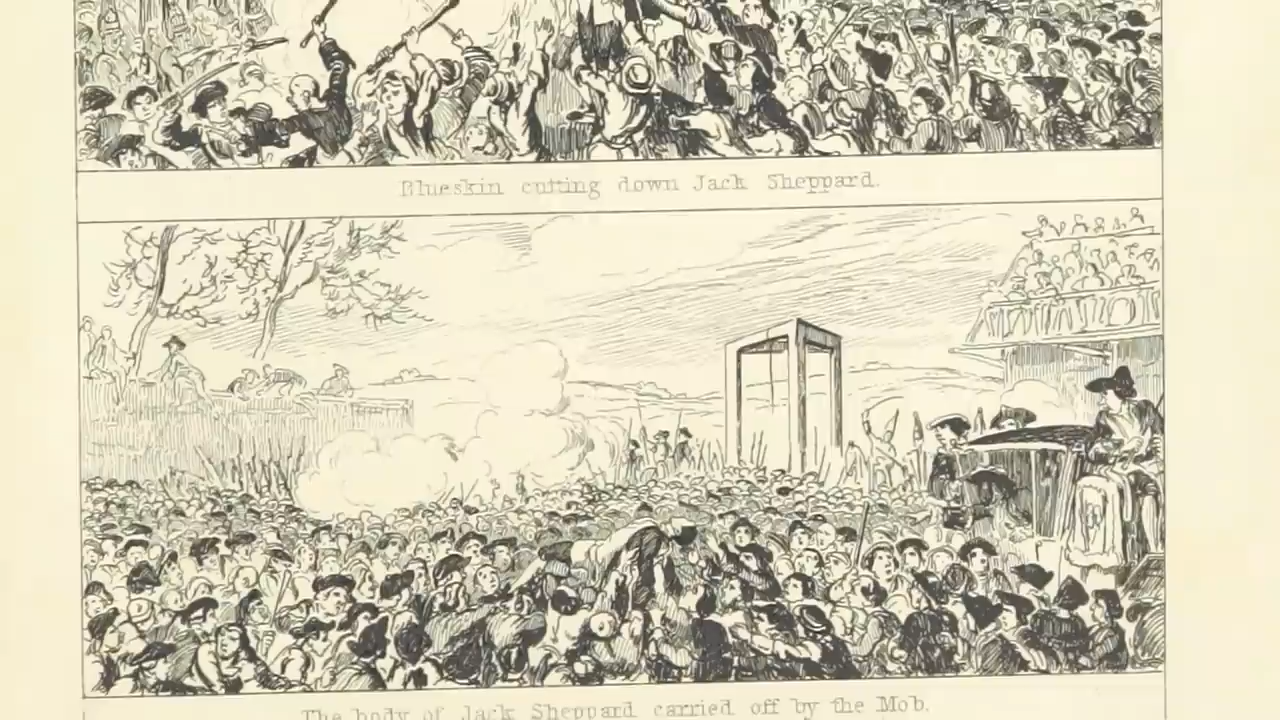 Blueskin cutting down Jack Sheppard.
The body of Jack Sheppard carried off by the Mob.